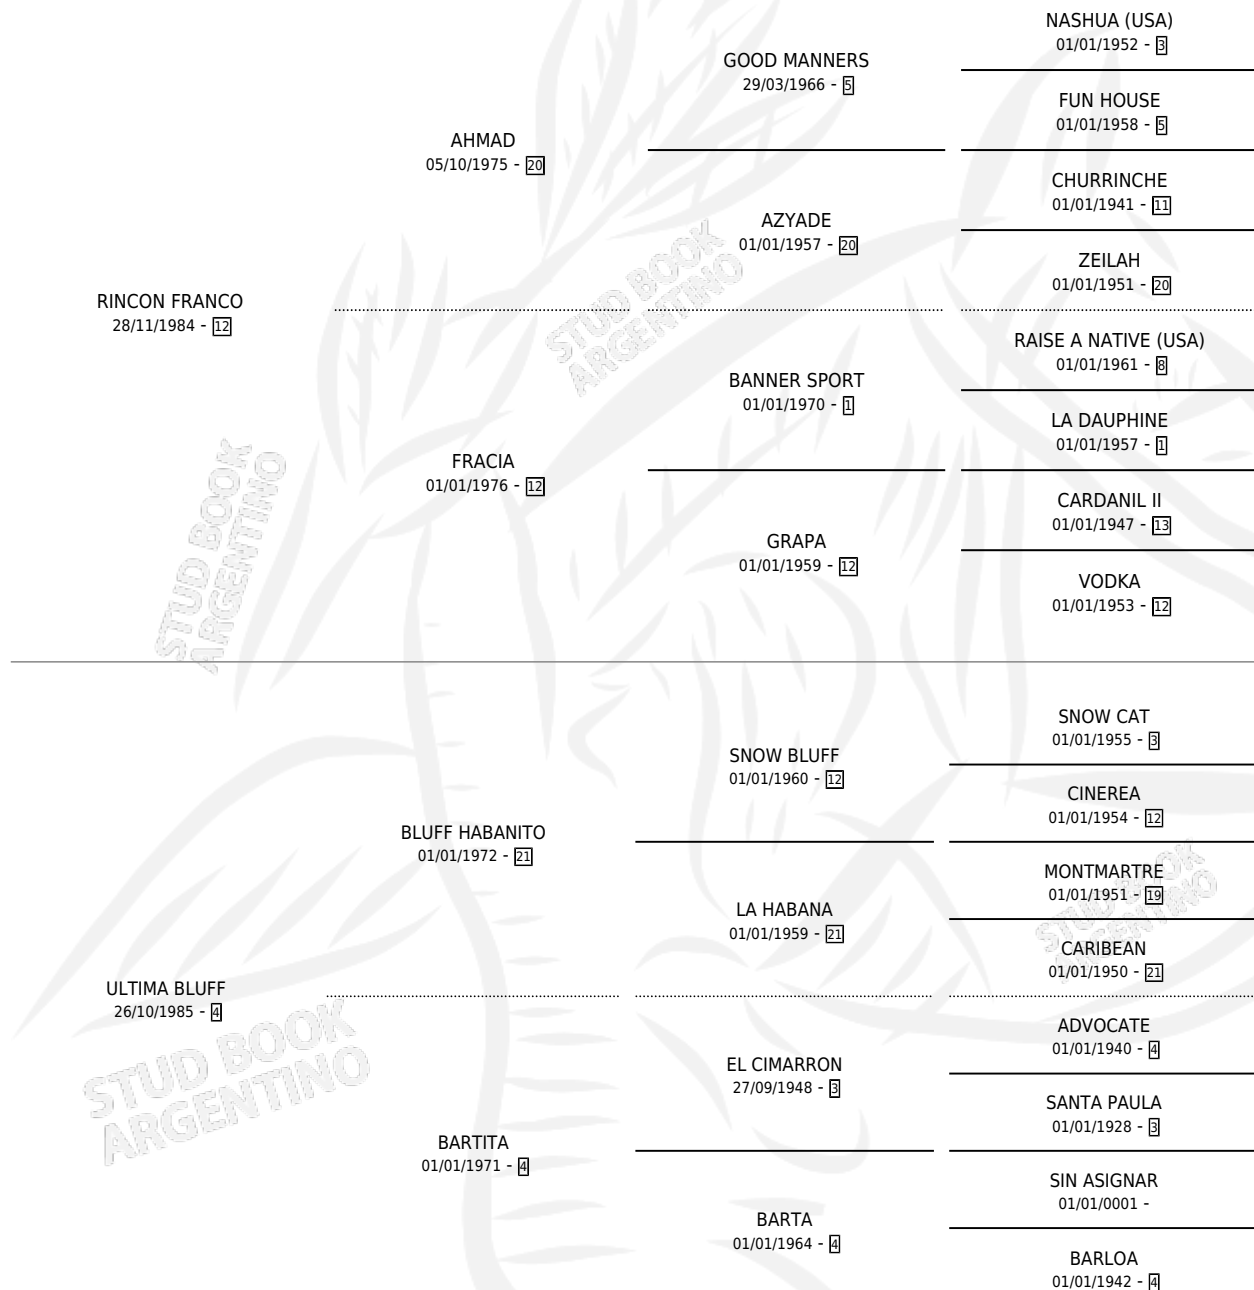 NASHUA (USA)
01/01/1952 - 3
GOOD MANNERS
29/03/1966 - 5
FUN HOUSE
01/01/1958 - 5
AHMAD
05/10/1975 - 20
CHURRINCHE
01/01/1941 - 11
AZYADE
01/01/1957 - 20
ZEILAH
01/01/1951 - 20
RINCON FRANCO
28/11/1984 - 12
STUD BOOK
ARGENTINO
RAISE A NATIVE (USA)
01/01/1961 - 8
BANNER SPORT
01/01/1970 - 1
LA DAUPHINE
01/01/1957 - 1
FRACIA
01/01/1976 - 12
CARDANIL II
01/01/1947 - 13
GRAPA
01/01/1959 - 12
VODKA
01/01/1953 - 12
STUD BOOK
ARGENTINO
SNOW CAT
01/01/1955 - 3
SNOW BLUFF
01/01/1960 - 12
CINEREA
01/01/1954 - 12
BLUFF HABANITO
01/01/1972 - 21
MONTMARTRE
01/01/1951 - 19
LA HABANA
01/01/1959 - 21
STUD BOOK
ARGENTINO
CARIBEAN
01/01/1950 - 21
ULTIMA BLUFF
26/10/1985 - 4
STUD BOOK
ARGENTINO
ADVOCATE
01/01/1940 - 4
EL CIMARRON
27/09/1948 - 3
SANTA PAULA
01/01/1928 - 3
BARTITA
01/01/1971 - 4
SIN ASIGNAR
01/01/0001 -
BARTA
01/01/1964 - 4
BARLOA
01/01/1942 - 4